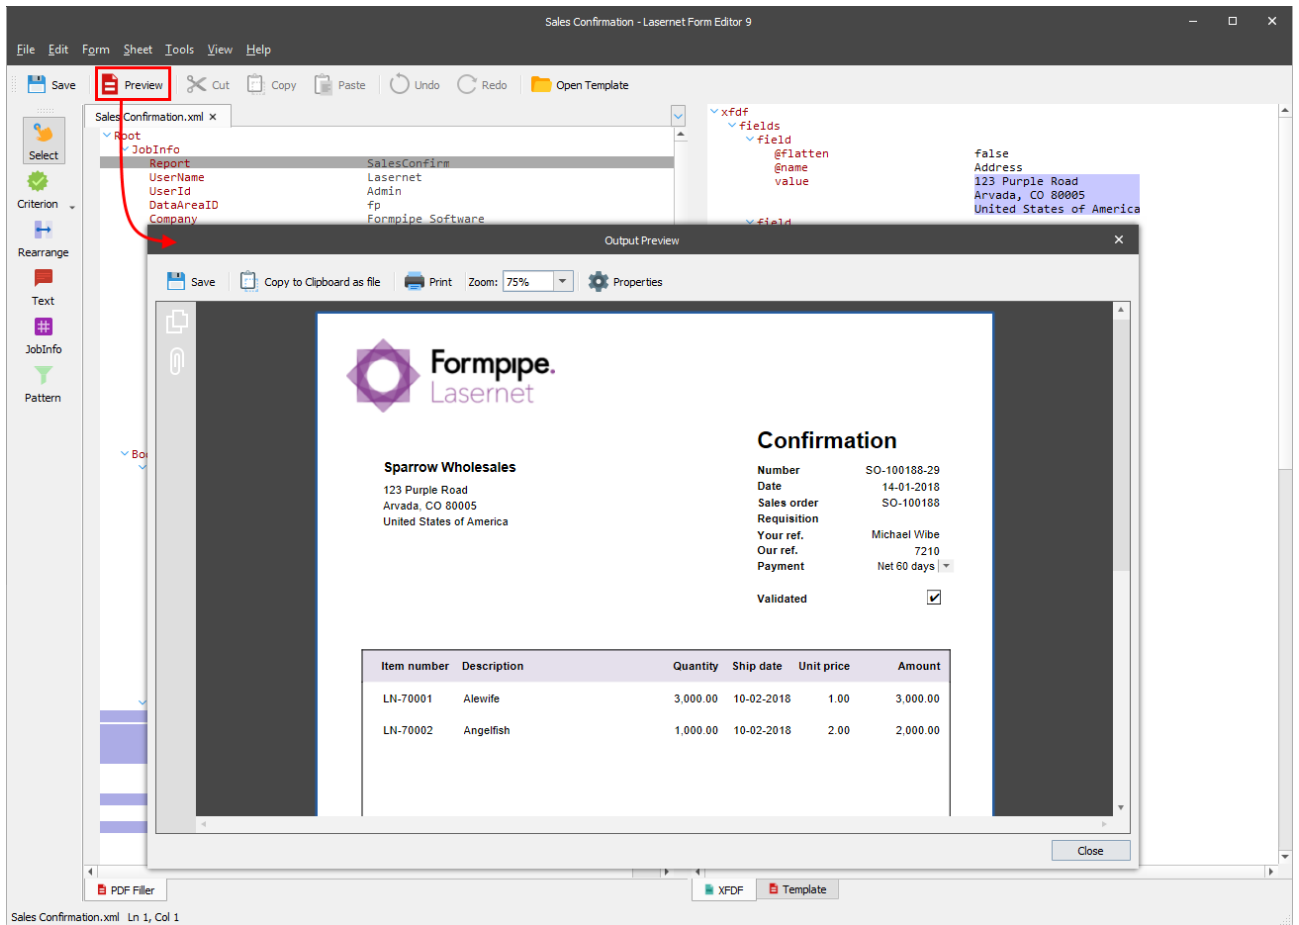 Sales Confirmation - Lasernet Form Editor 9
File Edit Form Sheet Tools View Help
Save Preview Cut Copy Paste Undo Redo Open Template
Sales Confirmation.xml
Select
Criterion
Rearrange
Text
JobInfo
Pattern
Root
JobInfo
Report SalesConfirm
UserName Lasernet
UserId Admin
DataAreaID fp
Company Formpipe Software
xfdf
fields
field
@flatten false
@name Address
value 123 Purple Road
Arvada, CO 80005
United States of America
field
Output Preview
Save Copy to Clipboard as file Print Zoom: 75% Properties
Formpipe.
Lasernet
Confirmation
Sparrow Wholesales
123 Purple Road
Arvada, CO 80005
United States of America
Number SO-100188-29
Date 14-01-2018
Sales order SO-100188
Requisition
Your ref. Michael Wibe
Our ref. 7210
Payment Net 60 days
Validated
Item number Description Quantity Ship date Unit price Amount
LN-70001 Alewife 3,000.00 10-02-2018 1.00 3,000.00
LN-70002 Angelfish 1,000.00 10-02-2018 2.00 2,000.00
Close
PDF Filler
XFDF Template
Sales Confirmation.xml Ln 1, Col 1